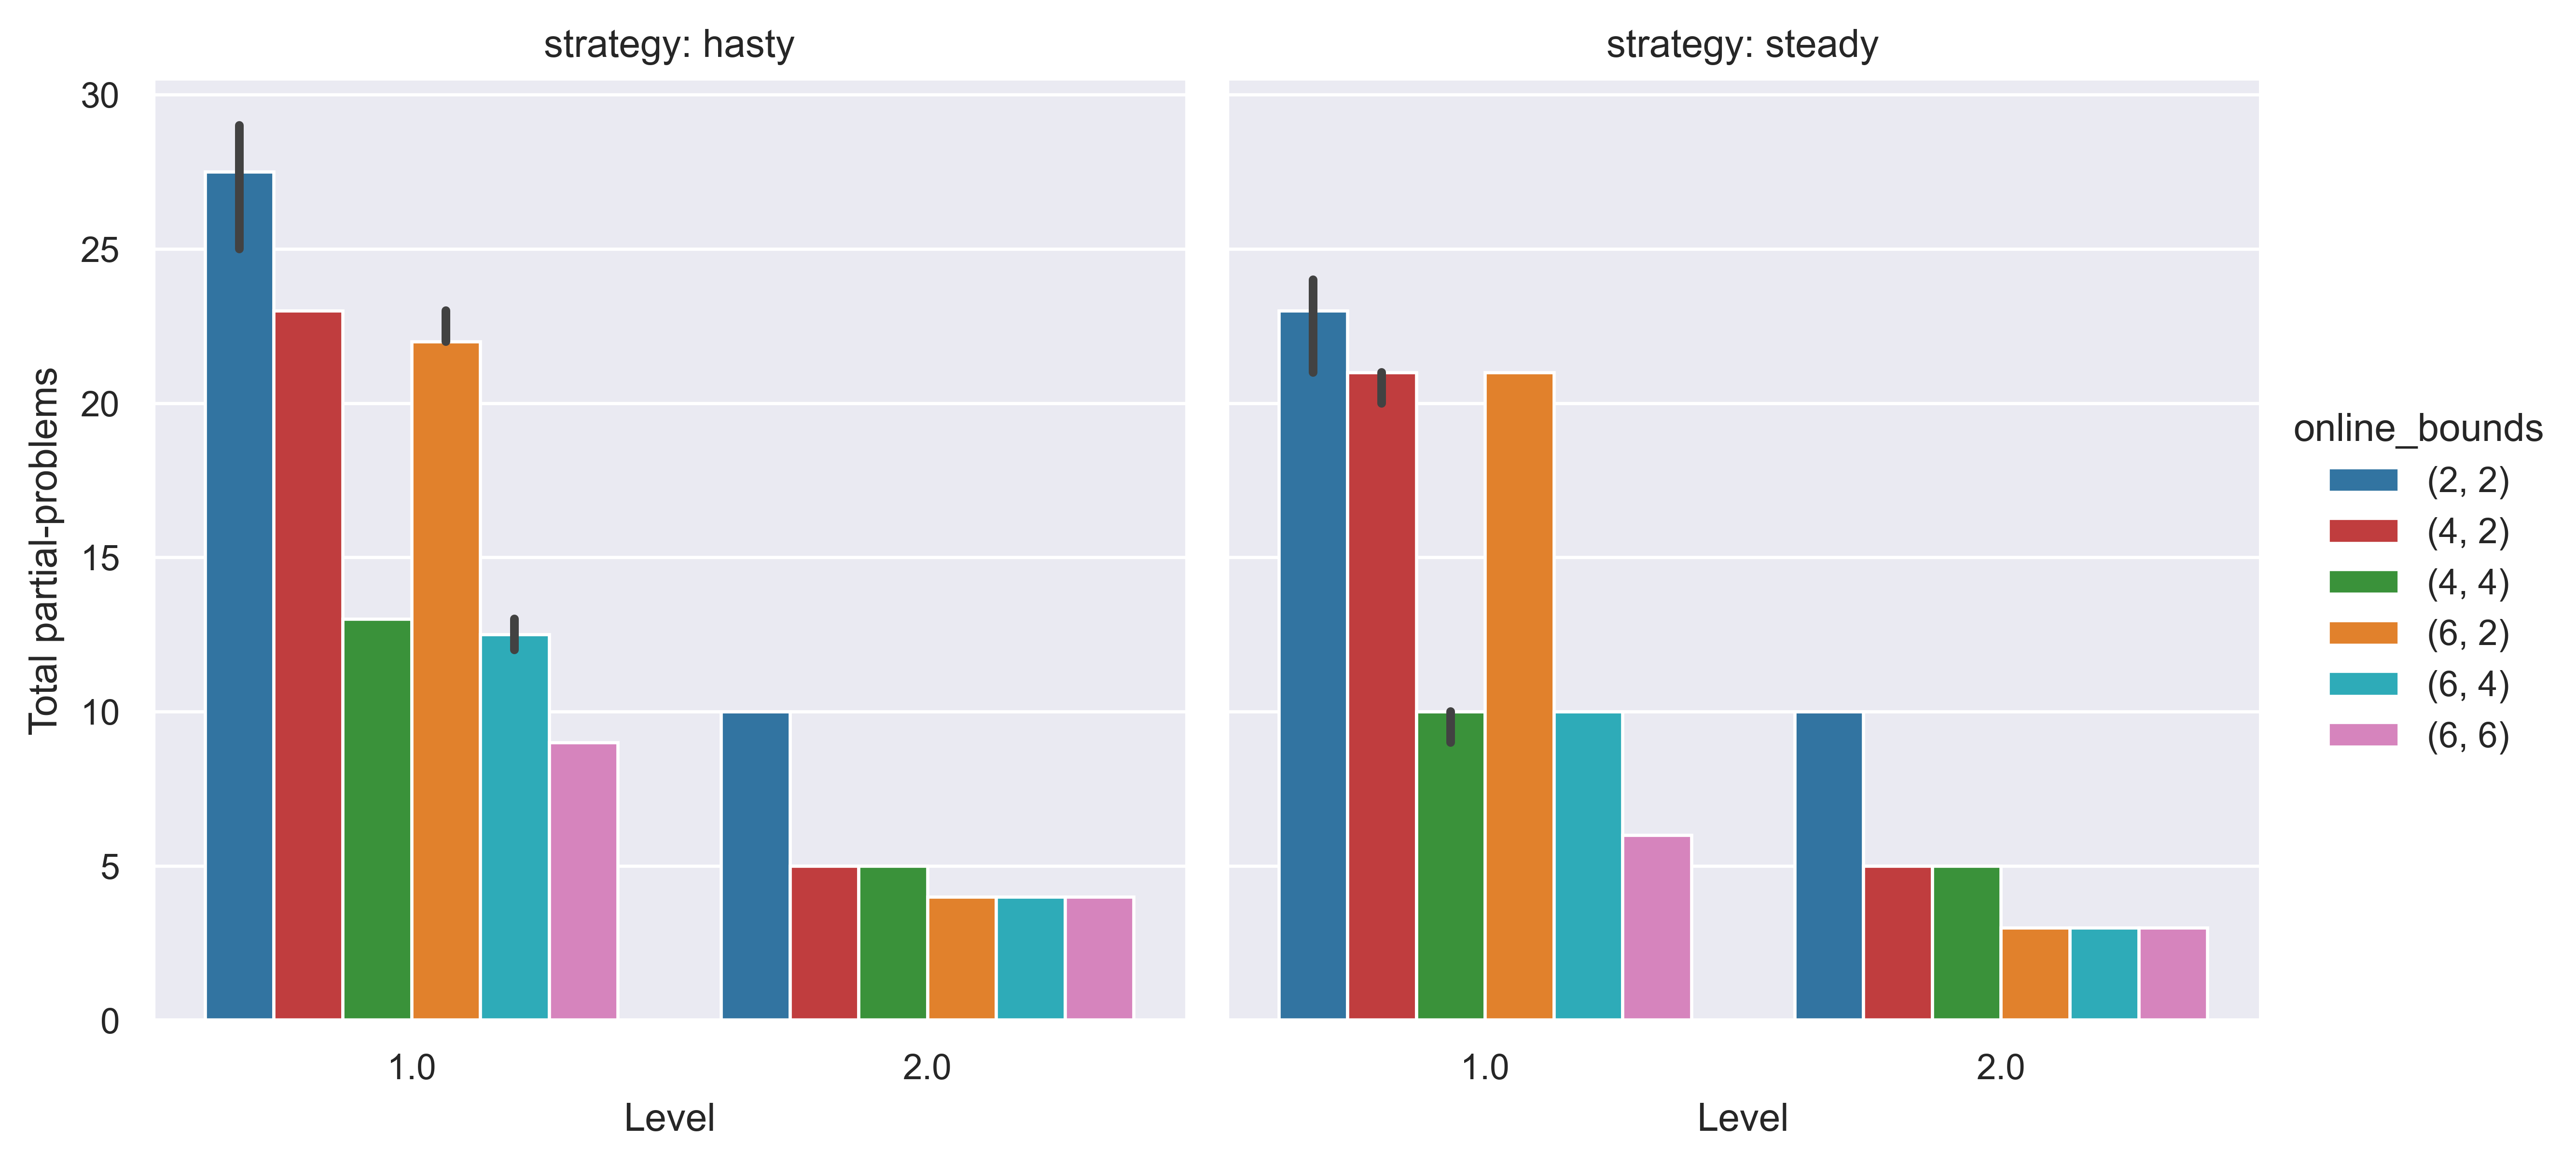 strategy: hasty
strategy: steady
Total partial-problems
30
25
20
15
10
5
0
1.0
2.0
Level
1.0
2.0
Level
online_bounds
(2, 2)
(4, 2)
(4, 4)
(6, 2)
(6, 4)
(6, 6)